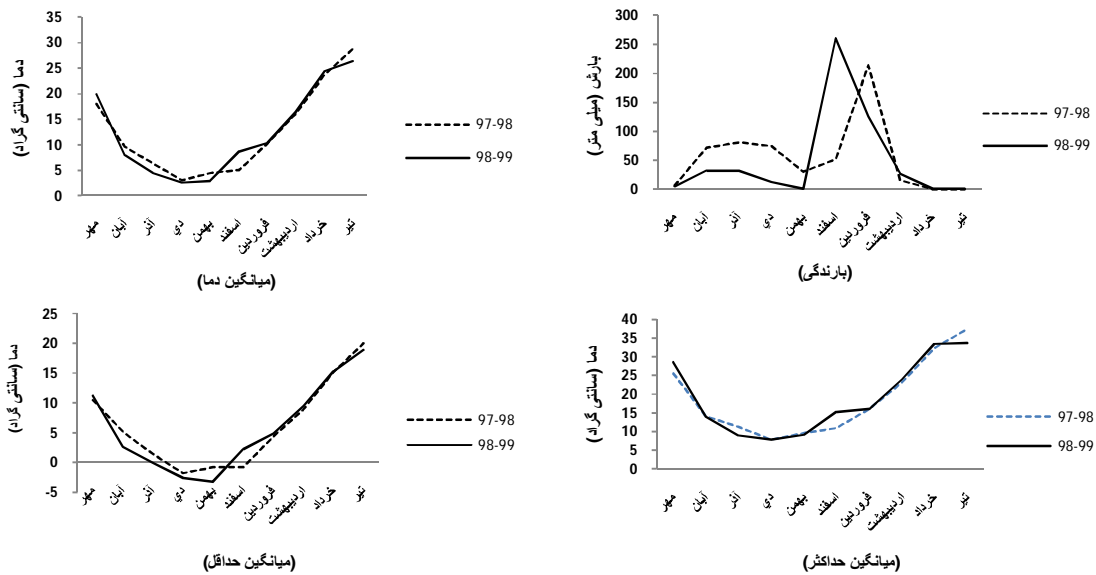 35
30
25
20
15
10
5
0
دما (سانتی گراد)
مهر
آبان
آذر
دي
بهمن
اسفند
فروردین
اردیبهشت
خرداد
تیر
97-98
98-99
(میانگین دما)
300
250
200
150
100
50
0
بارش (میلی متر)
مهر
آبان
آذر
دي
بهمن
اسفند
فروردین
اردیبهشت
خرداد
تیر
97-98
98-99
(بارندگی)
25
20
15
10
5
0
-5
دما (سانتی گراد)
مهر
آبان
آذر
دي
بهمن
اسفند
فروردین
اردیبهشت
خرداد
تیر
97-98
98-99
(میانگین حداقل)
40
35
30
25
20
15
10
5
0
دما (سانتی گراد)
مهر
آبان
آذر
دي
بهمن
اسفند
فروردین
اردیبهشت
خرداد
تیر
97-98
98-99
(میانگین حداکثر)